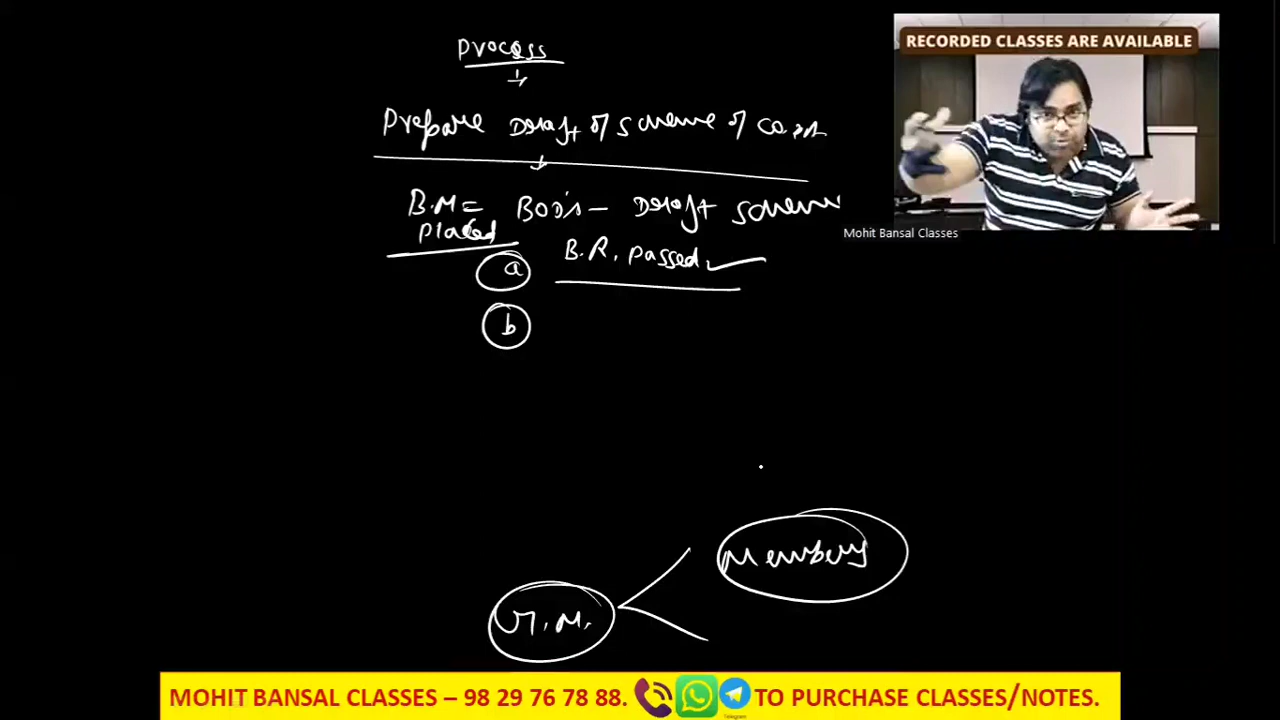 Process
Prepare Draft of Scheme of
B.M = BOD's - Draft Scheme
placed
B.R. passed
a
b
Members
M.
RECORDED CLASSES ARE AVAILABLE
Mohit Bansal Classes
MOHIT BANSAL CLASSES – 98 29 76 78 88. TO PURCHASE CLASSES/NOTES.
Telegram